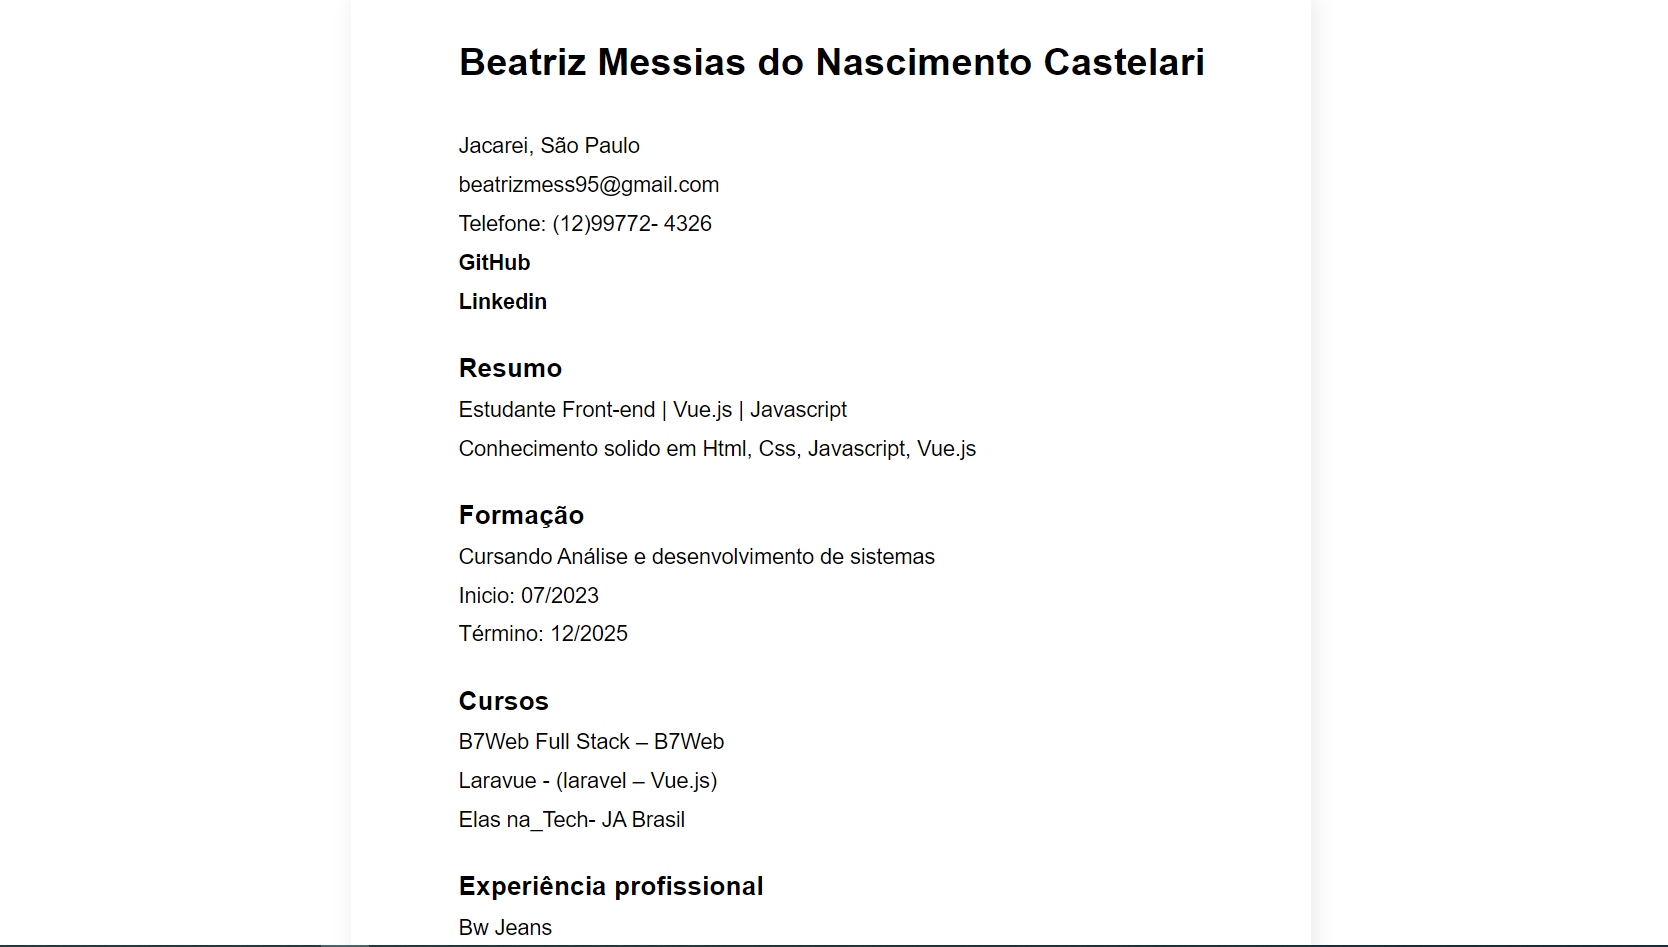 Beatriz Messias do Nascimento Castelari
Jacarei, São Paulo
beatrizmess95@gmail.com
Telefone: (12)99772- 4326
GitHub
Linkedin
Resumo
Estudante Front-end | Vue.js | Javascript
Conhecimento solido em Html, Css, Javascript, Vue.js
Formação
Cursando Análise e desenvolvimento de sistemas
Inicio: 07/2023
Término: 12/2025
Cursos
B7Web Full Stack – B7Web
Laravue - (laravel – Vue.js)
Elas na_Tech- JA Brasil
Experiência profissional
Bw Jeans